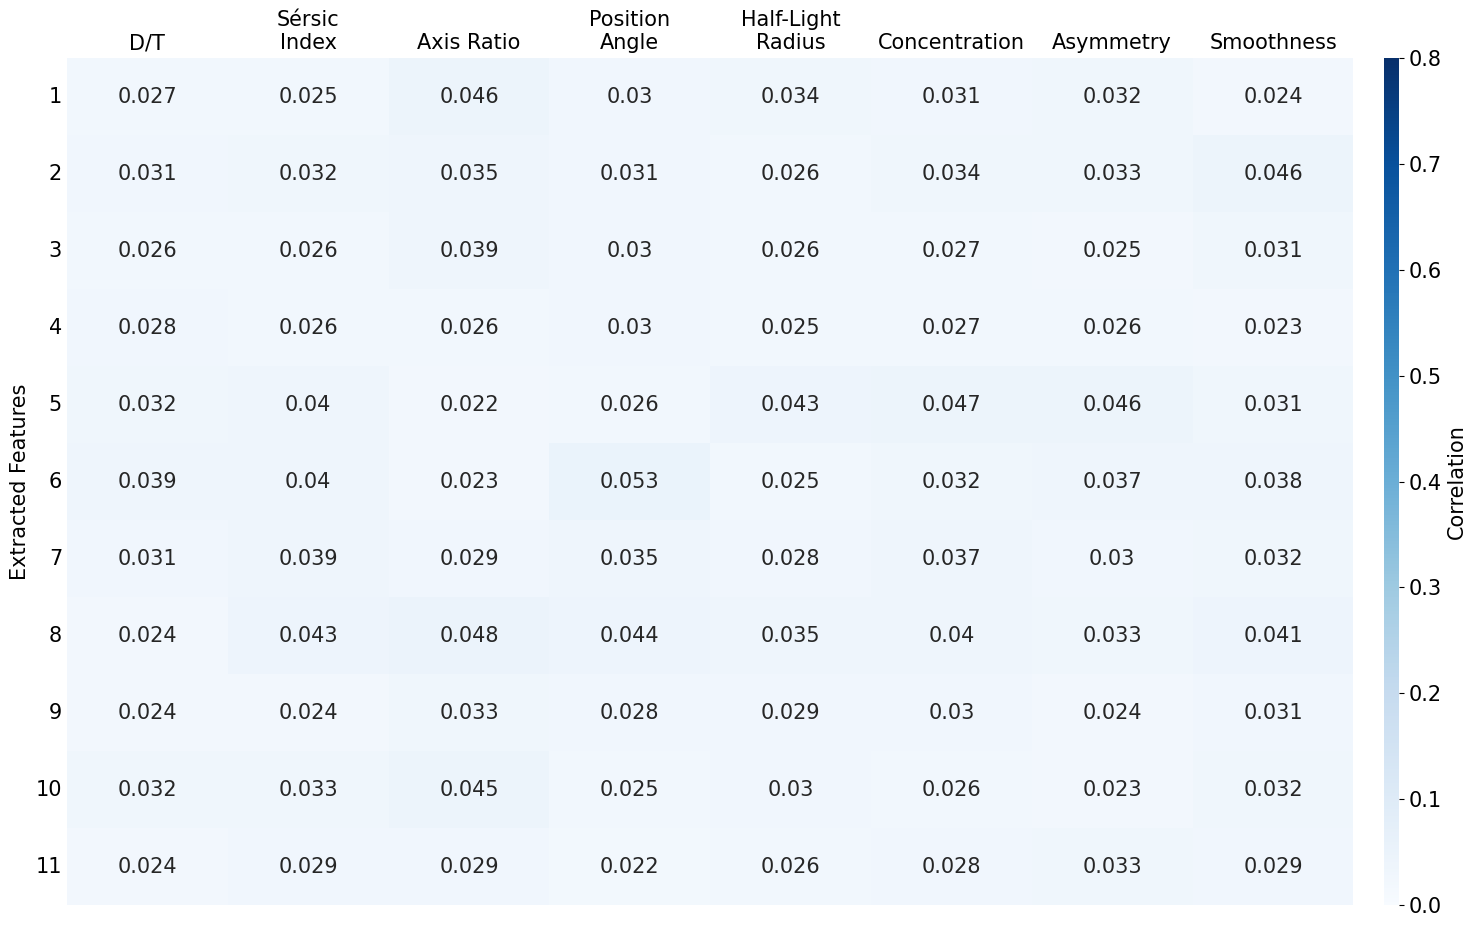 Sérsic
Index
Position
Angle
Half-Light
Radius
D/T Axis Ratio Concentration Asymmetry Smoothness
1 0.027 0.025 0.046 0.03 0.034 0.031 0.032 0.024
2 0.031 0.032 0.035 0.031 0.026 0.034 0.033 0.046
3 0.026 0.026 0.039 0.03 0.026 0.027 0.025 0.031
4 0.028 0.026 0.026 0.03 0.025 0.027 0.026 0.023
5 0.032 0.04 0.022 0.026 0.043 0.047 0.046 0.031
6 0.039 0.04 0.023 0.053 0.025 0.032 0.037 0.038
7 0.031 0.039 0.029 0.035 0.028 0.037 0.03 0.032
8 0.024 0.043 0.048 0.044 0.035 0.04 0.033 0.041
9 0.024 0.024 0.033 0.028 0.029 0.03 0.024 0.031
10 0.032 0.033 0.045 0.025 0.03 0.026 0.023 0.032
11 0.024 0.029 0.029 0.022 0.026 0.028 0.033 0.029
Extracted Features
0.8
0.7
0.6
0.5
0.4
0.3
0.2
0.1
0.0
Correlation